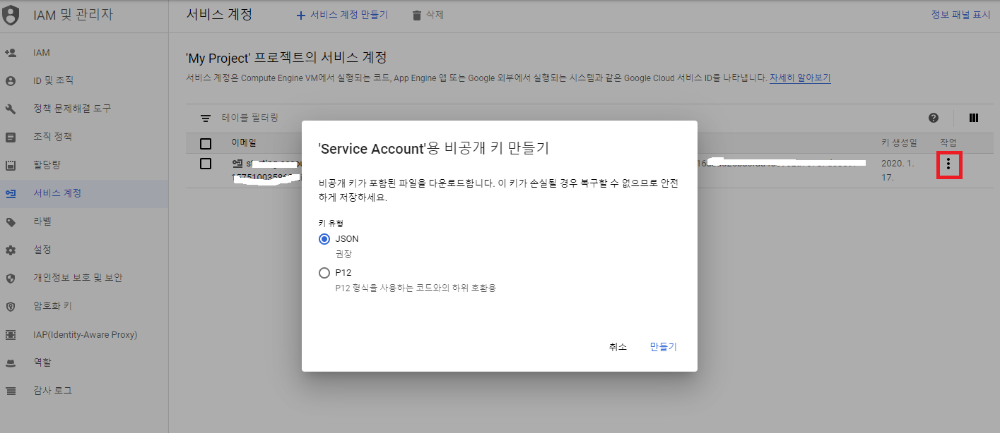 IAM 및 관리자
서비스 계정
서비스 계정 만들기
삭제
정보 패널 표시
IAM
ID 및 조직
정책 문제해결 도구
조직 정책
할당량
서비스 계정
라벨
설정
개인정보 보호 및 보안
암호화 키
IAP(Identity-Aware Proxy)
역할
감사 로그
'My Project' 프로젝트의 서비스 계정
서비스 계정은 Compute Engine VM에서 실행되는 코드, App Engine 앱 또는 Google 외부에서 실행되는 시스템과 같은 Google Cloud 서비스 ID를 나타냅니다. 자세히 알아보기
테이블 필터링
이메일
키 생성일
작업
2020. 1.
17.
'Service Account'용 비공개 키 만들기
비공개 키가 포함된 파일을 다운로드합니다. 이 키가 손실될 경우 복구할 수 없으므로 안전
하게 저장하세요.
키 유형
JSON
권장
P12
P12 형식을 사용하는 코드와의 하위 호환용
취소
만들기